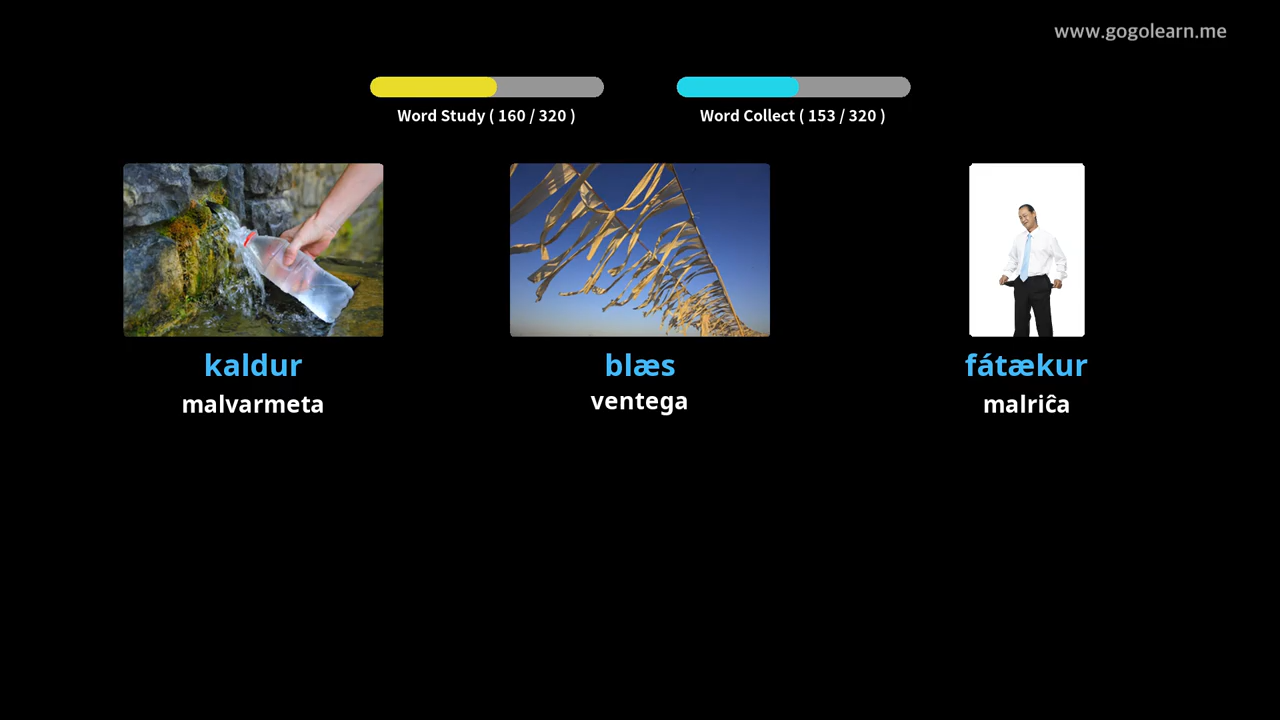 www.gogolearn.me
Word Study ( 160 / 320 )
Word Collect ( 153 / 320 )
kaldur
malvarmeta
blæs
ventega
fátækur
malriĉa